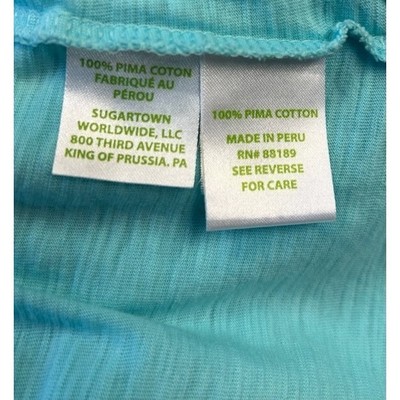 100% PIMA COTTON
FABRIQUÉ AU
PÉROU
SUGARTOWN
WORLDWIDE, LLC
800 THIRD AVENUE
KING OF PRUSSIA. PA
100% PIMA COTTON
MADE IN PERU
RN# 88189
SEE REVERSE
FOR CARE